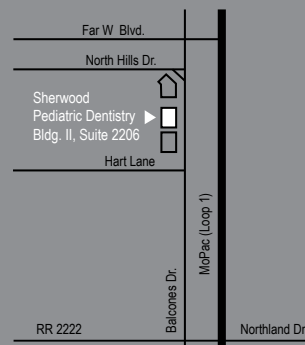 Far W Blvd.
North Hills Dr.
Sherwood
Pediatric Dentistry
Bldg. II, Suite 2206
Hart Lane
MoPac (Loop 1)
Balcones Dr.
RR 2222
Northland Dr